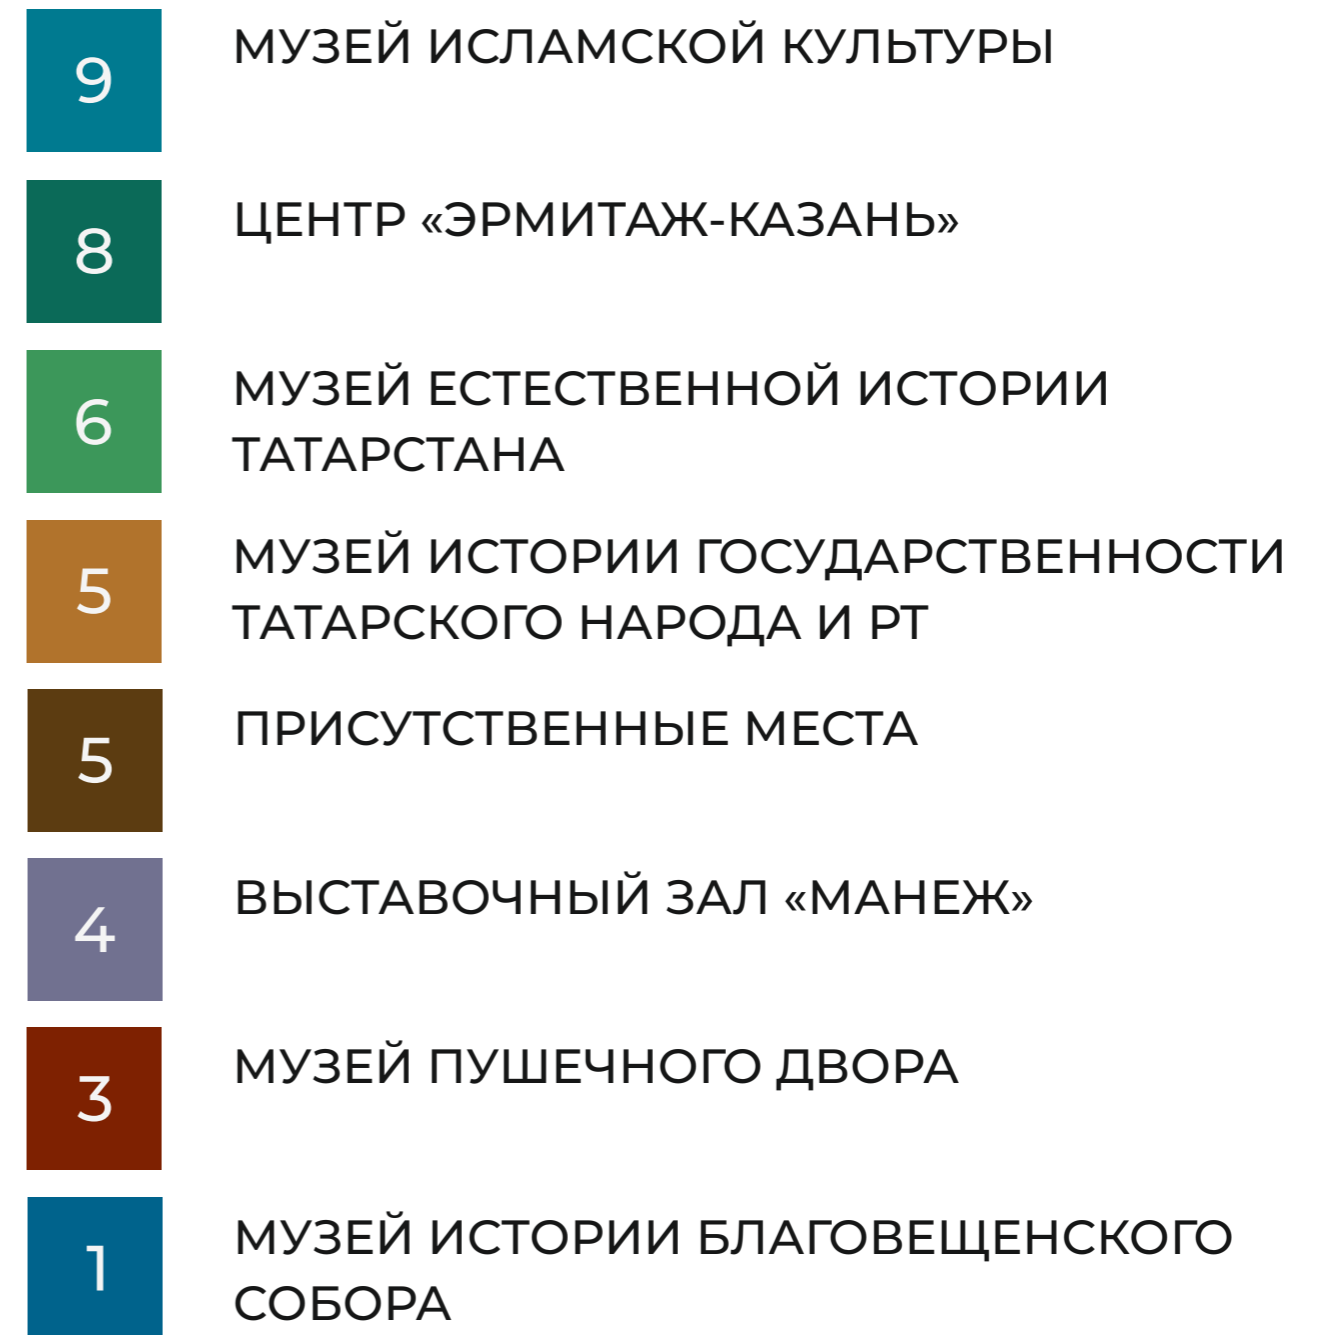 9
МУЗЕЙ ИСЛАМСКОЙ КУЛЬТУРЫ
8
ЦЕНТР «ЭРМИТАЖ-КАЗАНЬ»
6
МУЗЕЙ ЕСТЕСТВЕННОЙ ИСТОРИИ
ТАТАРСТАНА
5
МУЗЕЙ ИСТОРИИ ГОСУДАРСТВЕННОСТИ
ТАТАРСКОГО НАРОДА И РТ
5
ПРИСУТСТВЕННЫЕ МЕСТА
4
ВЫСТАВОЧНЫЙ ЗАЛ «МАНЕЖ»
3
МУЗЕЙ ПУШЕЧНОГО ДВОРА
1
МУЗЕЙ ИСТОРИИ БЛАГОВЕЩЕНСКОГО
СОБОРА